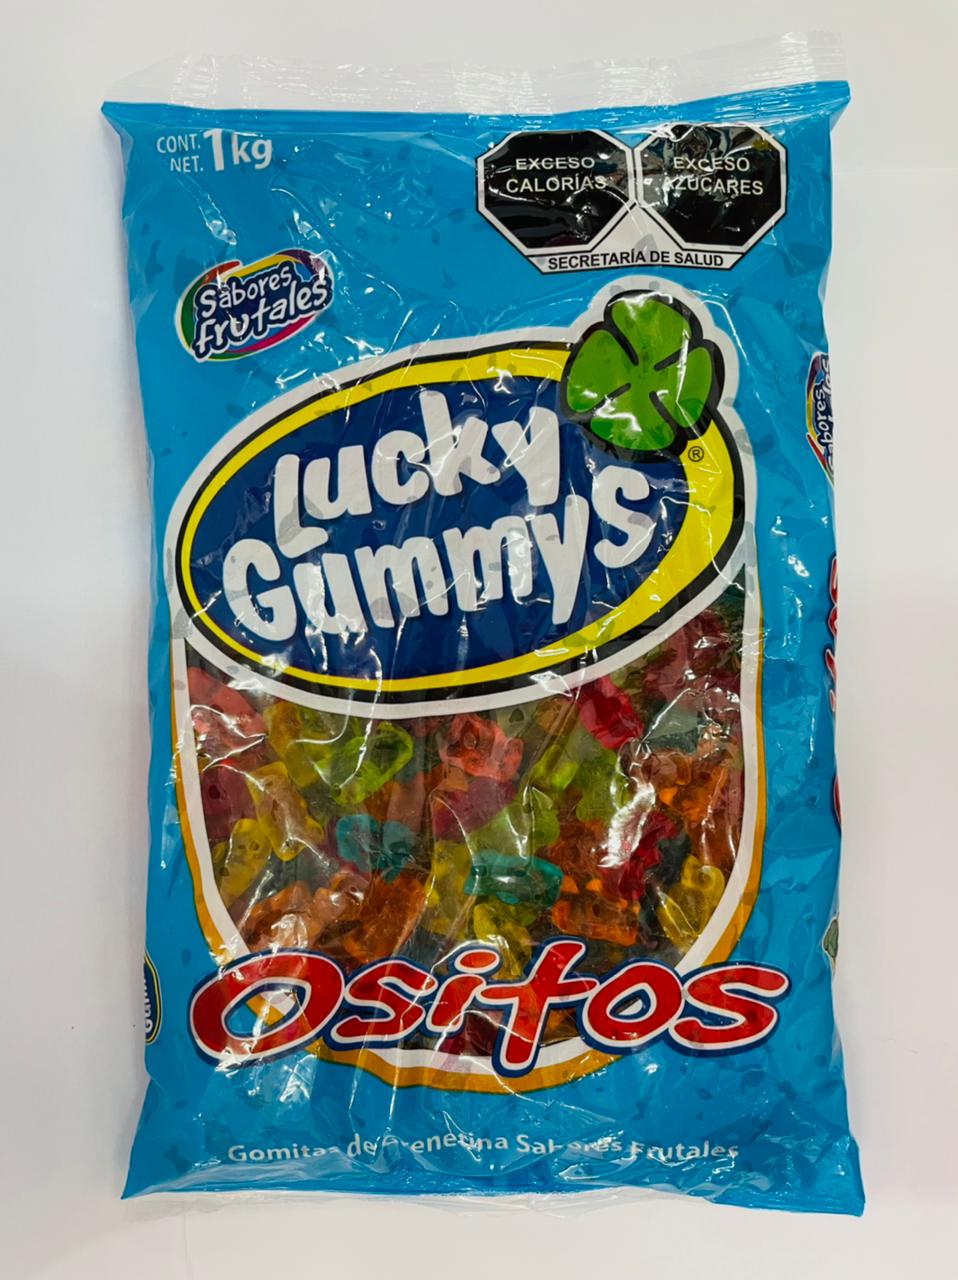 CONT.
NET. 1kg
EXCESO
CALORÍAS
EXCESO
AZÚCARES
SECRETARÍA DE SALUD
Sabores
frutales
Lucky
Gummys
®
Ositos
Gomitas de Grenetina Sabores Frutales